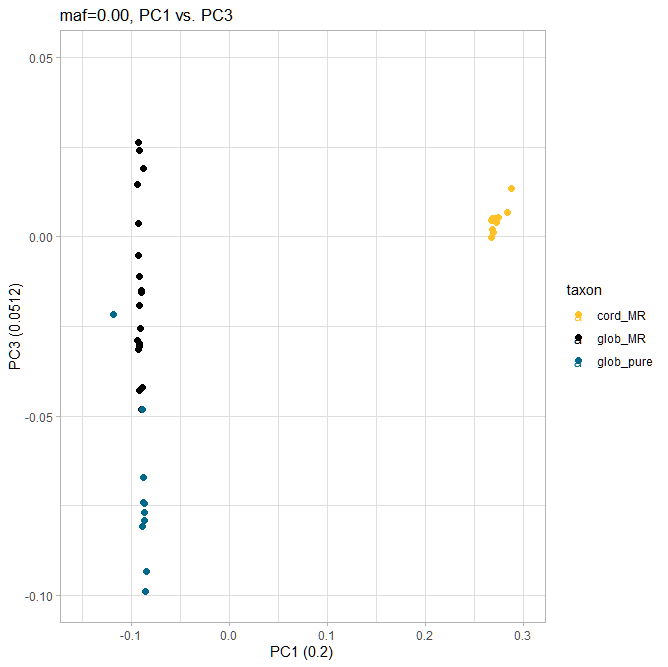 maf=0.00, PC1 vs. PC3
0.05
0.00
-0.05
-0.10
PC3 (0.0512)
-0.1
0.0
0.1
0.2
0.3
PC1 (0.2)
taxon
a cord_MR
a glob_MR
a glob_pure